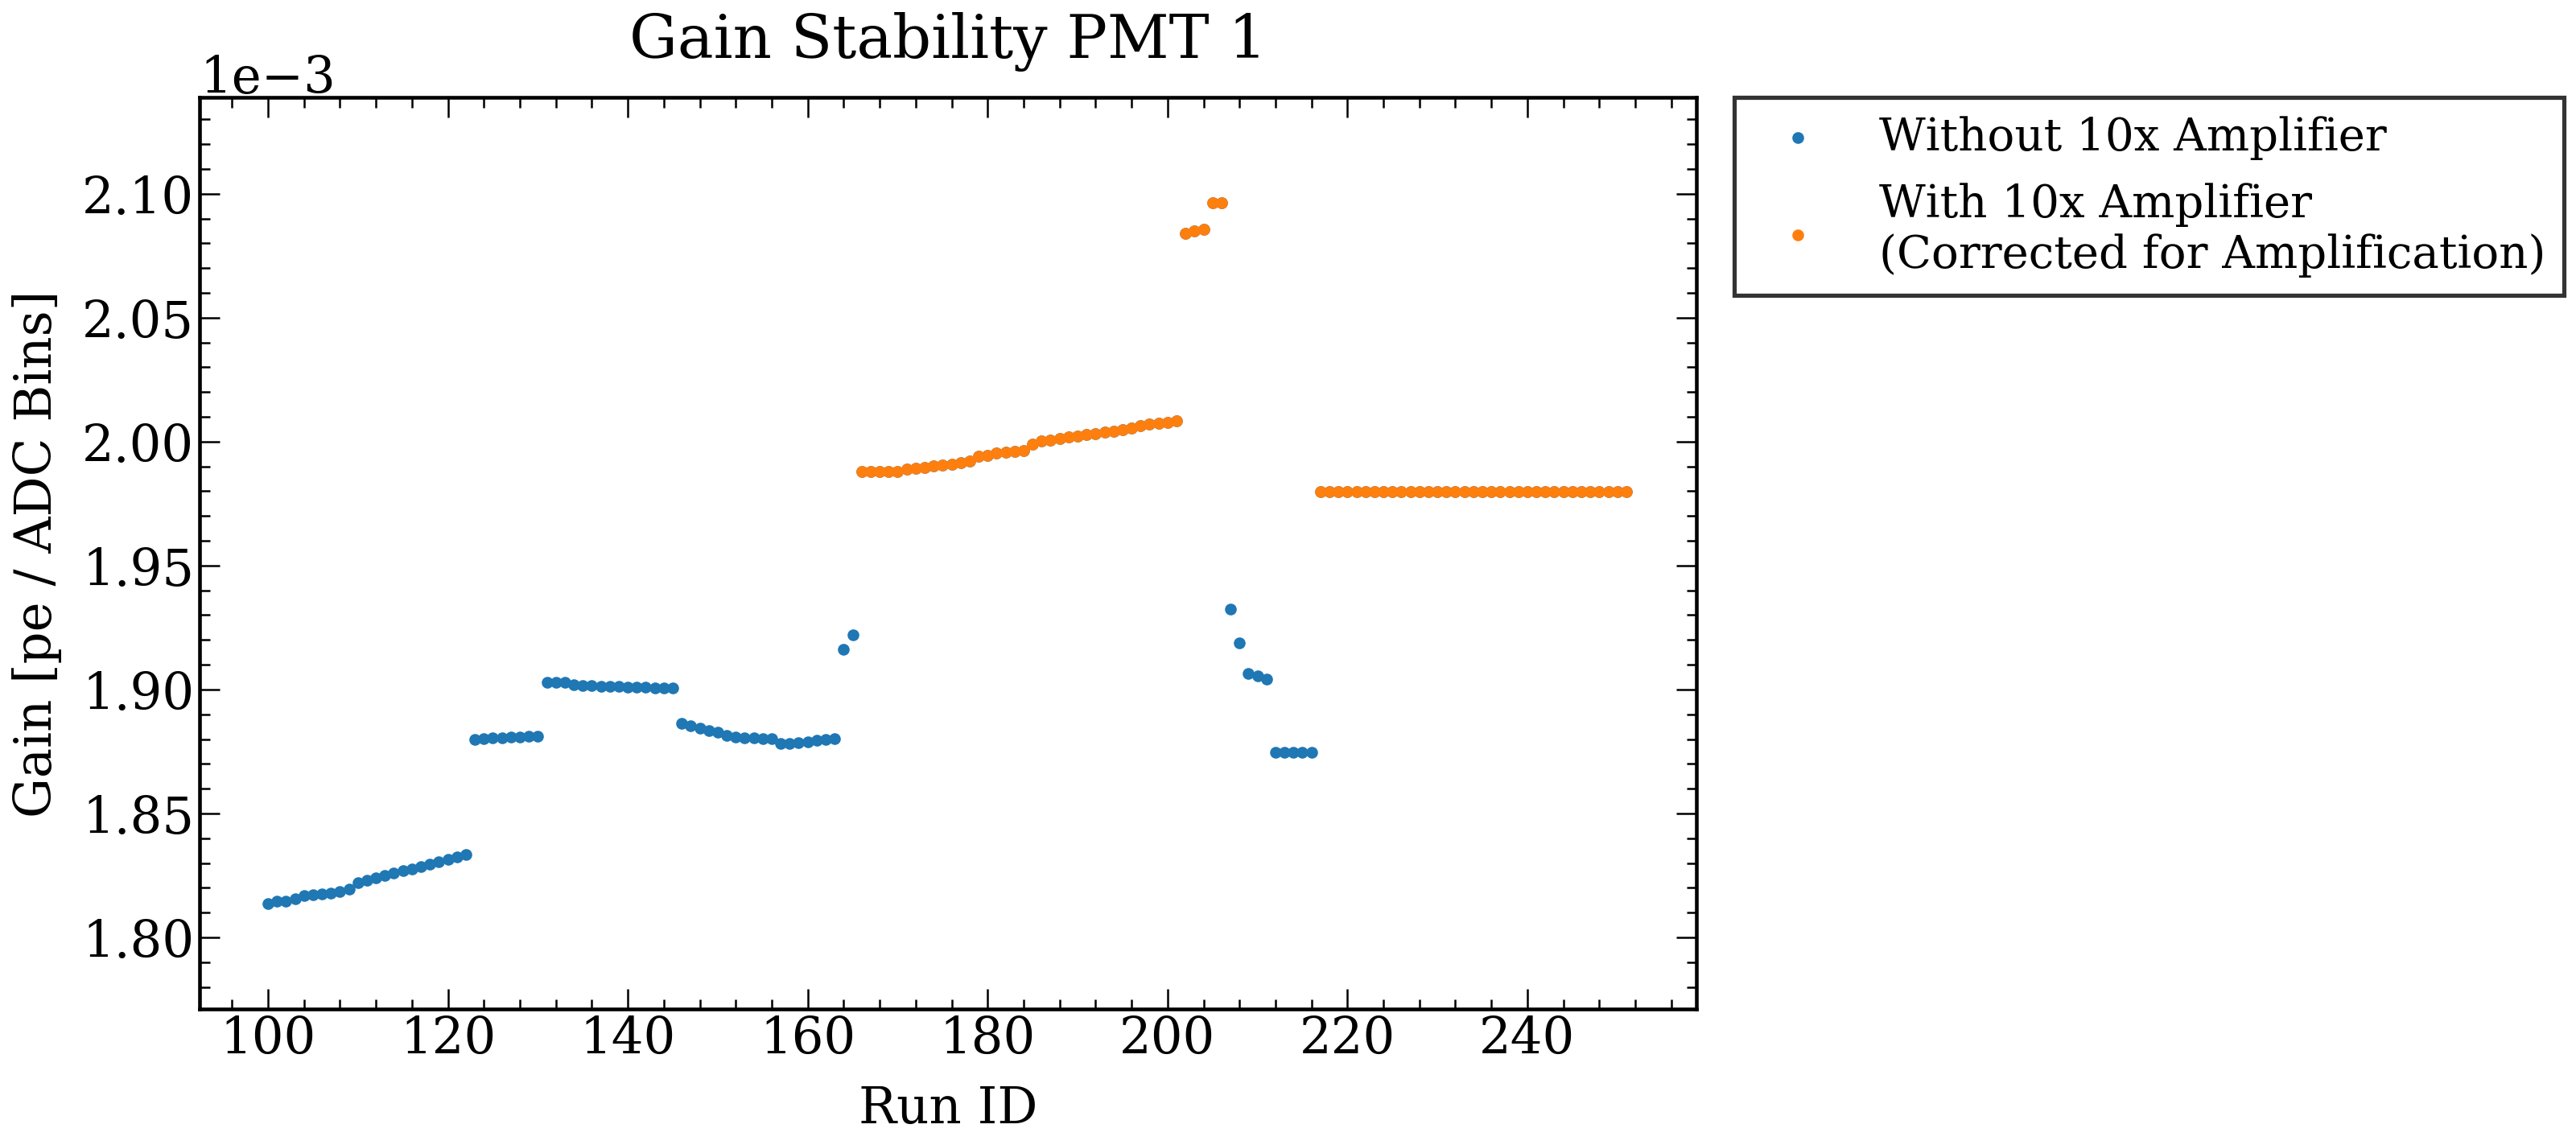 Gain Stability PMT 1
1e−3
2.10
2.05
2.00
1.95
1.90
1.85
1.80
Gain [pe / ADC Bins]
100 120 140 160 180 200 220 240
Run ID
Without 10x Amplifier
With 10x Amplifier
(Corrected for Amplification)